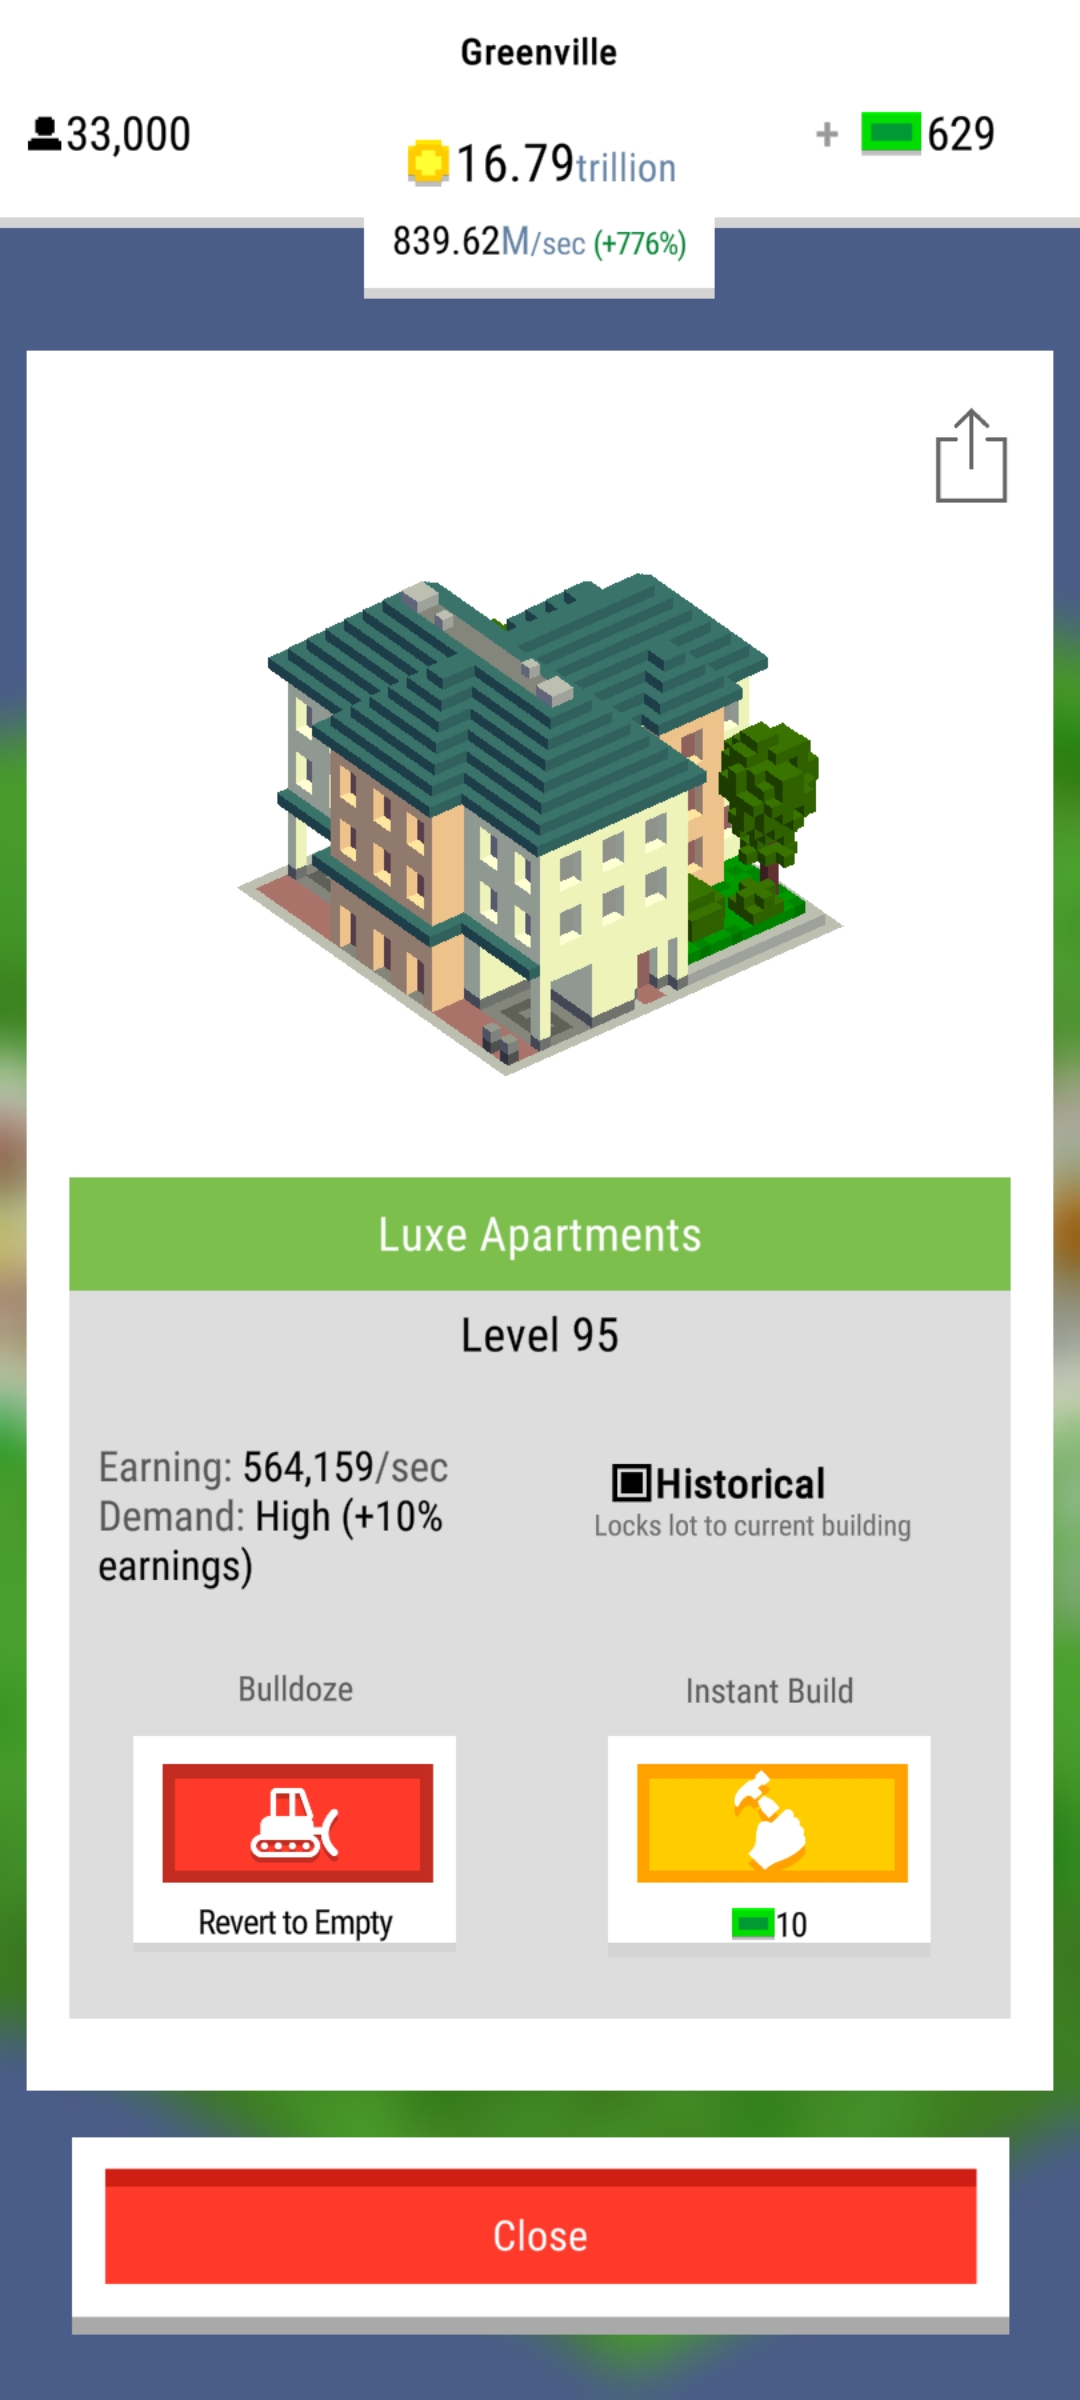 Greenville
33,000
16.79trillion
+ 629
839.62M/sec (+776%)
Luxe Apartments
Level 95
Earning: 564,159/sec
Demand: High (+10%
earnings)
Historical
Locks lot to current building
Bulldoze
Revert to Empty
Instant Build
10
Close